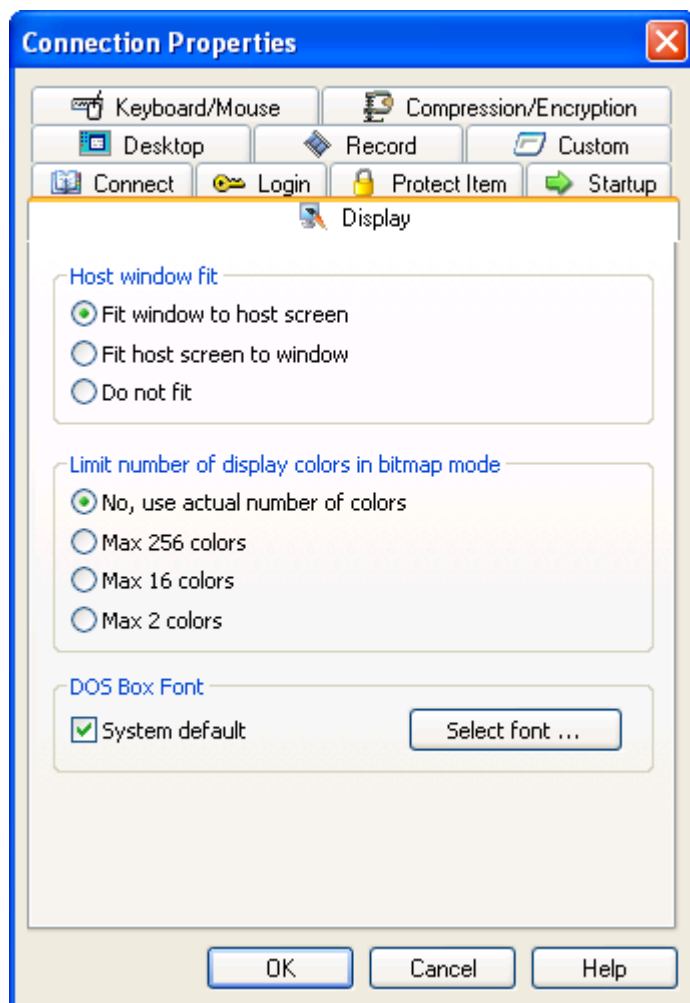 Connection Properties
Keyboard/Mouse Compression/Encryption
Desktop Record Custom
Connect Login Protect Item Startup
Display
Host window fit
Fit window to host screen
Fit host screen to window
Do not fit
Limit number of display colors in bitmap mode
No, use actual number of colors
Max 256 colors
Max 16 colors
Max 2 colors
DOS Box Font
System default Select font ...
OK Cancel Help